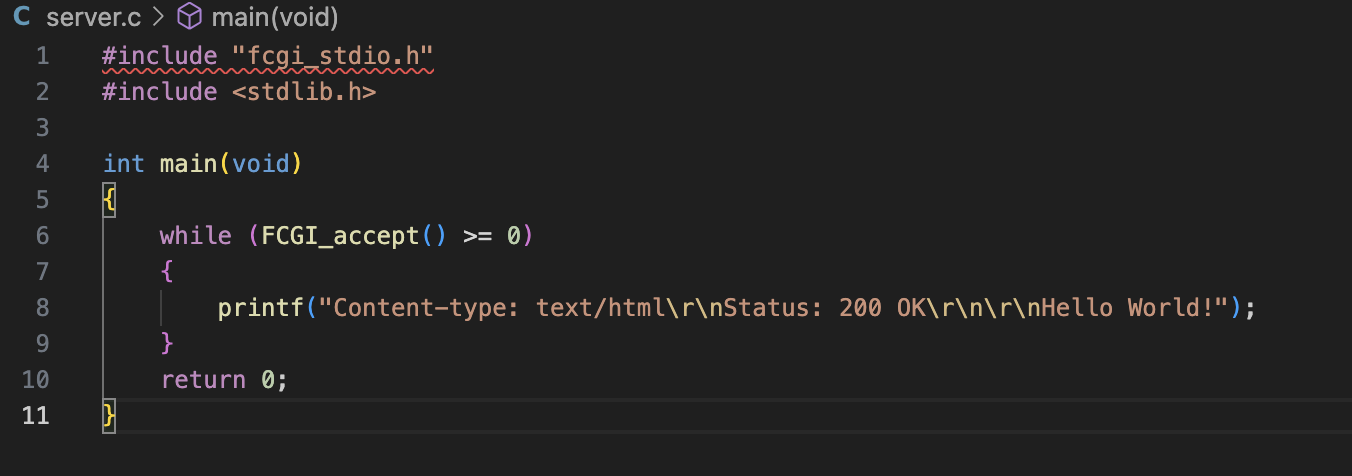 C server.c > main(void)
1 #include "fcgi_stdio.h"
2 #include <stdlib.h>
3
4 int main(void)
5 {
6     while (FCGI_accept() >= 0)
7     {
8         printf("Content-type: text/html\r\nStatus: 200 OK\r\n\r\nHello World!");
9     }
10     return 0;
11 }